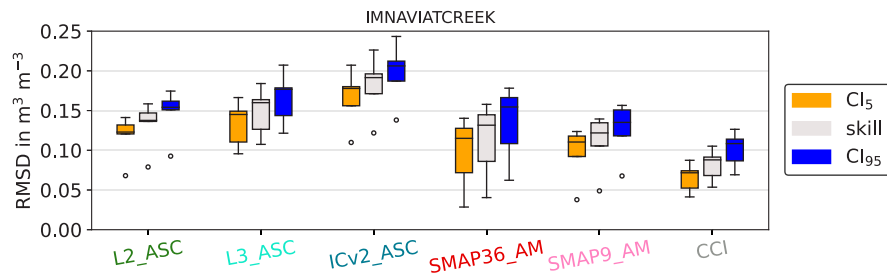 IMNAVIATCREEK
RMSD in m³ m⁻³
0.25
0.20
0.15
0.10
0.05
0.00
L2_ASC
L3_ASC
ICv2_ASC
SMAP36_AM
SMAP9_AM
CCI
CI₅
skill
CI₉₅